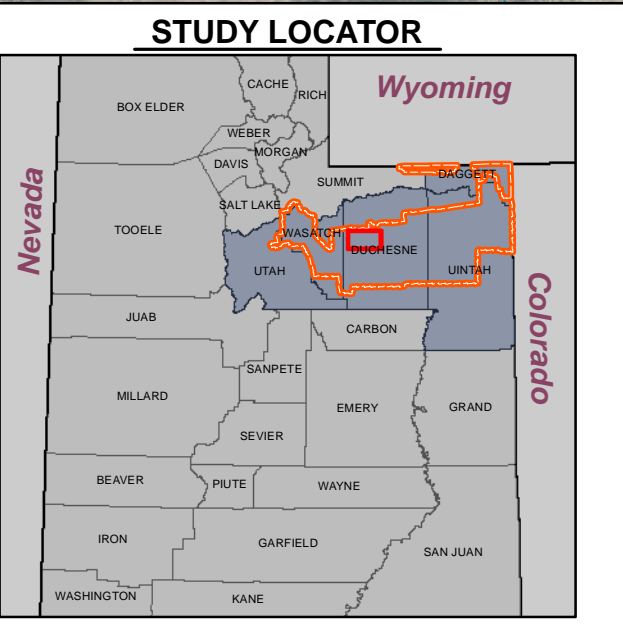 STUDY LOCATOR
CACHE
RICH
Wyoming
BOX ELDER
WEBER
MORGAN
DAVIS
DAGGETT
SUMMIT
SALT LAKE
Nevada
TOOELE
WASATCH
DUCHESNE
UTAH
UINTAH
Colorado
JUAB
CARBON
SANPETE
MILLARD
EMERY
GRAND
SEVIER
BEAVER
PIUTE
WAYNE
IRON
GARFIELD
SAN JUAN
WASHINGTON
KANE